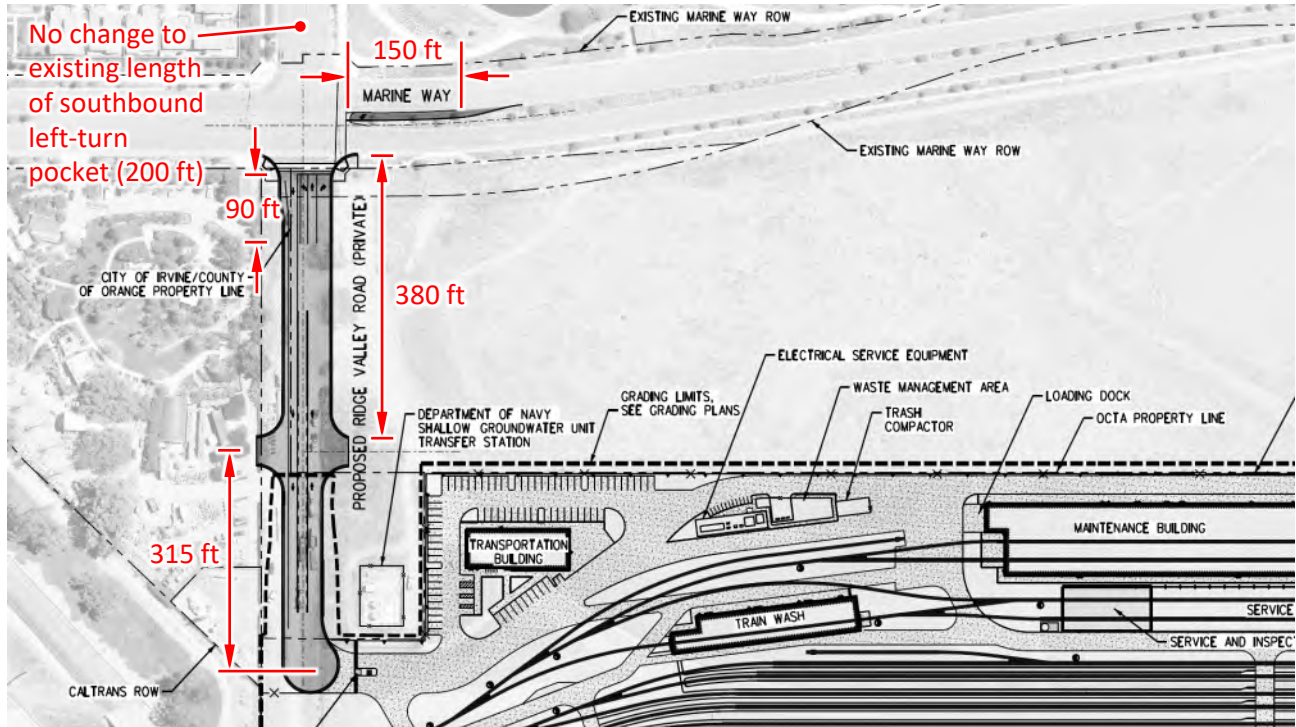 No change to
existing length
of southbound
left-turn
pocket (200 ft)
150 ft
EXISTING MARINE WAY ROW
MARINE WAY
EXISTING MARINE WAY ROW
90 ft
CITY OF IRVINE/COUNTY
OF ORANGE PROPERTY LINE
PROPOSED RIDGE VALLEY ROAD (PRIVATE)
380 ft
ELECTRICAL SERVICE EQUIPMENT
WASTE MANAGEMENT AREA
TRASH
COMPACTOR
LOADING DOCK
OCTA PROPERTY LINE
GRADING LIMITS,
SEE GRADING PLANS
DEPARTMENT OF NAVY
SHALLOW GROUNDWATER UNIT
TRANSFER STATION
315 ft
TRANSPORTATION
BUILDING
MAINTENANCE BUILDING
TRAIN WASH
SERVICE
SERVICE AND INSPECT
CALTRANS ROW